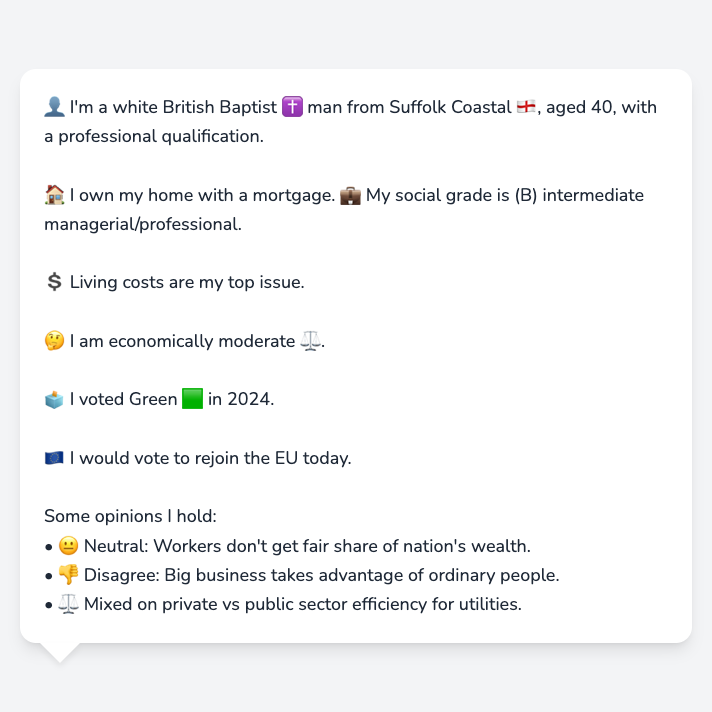 👤 I'm a white British Baptist ✝️ man from Suffolk Coastal 🏴󠁧󠁢󠁥󠁮󠁧󠁿, aged 40, with
a professional qualification.
🏠 I own my home with a mortgage. 💼 My social grade is (B) intermediate
managerial/professional.
💲 Living costs are my top issue.
🤔 I am economically moderate ⚖️.
🗳️ I voted Green 🟩 in 2024.
🇪🇺 I would vote to rejoin the EU today.
Some opinions I hold:
• 😐 Neutral: Workers don't get fair share of nation's wealth.
• 👎 Disagree: Big business takes advantage of ordinary people.
• ⚖️ Mixed on private vs public sector efficiency for utilities.